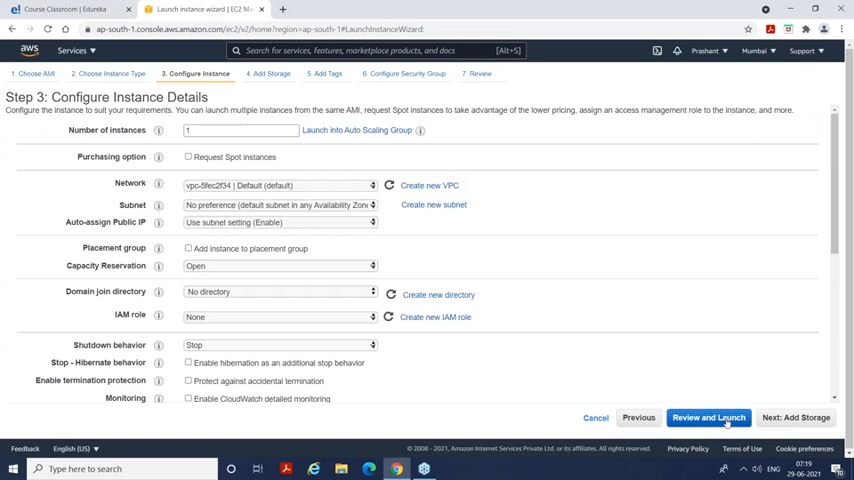 Course Classroom | Edureka
Launch instance wizard | EC2 Man
ap-south-1.console.aws.amazon.com/ec2/v2/home?region=ap-south-1#LaunchInstanceWizard:
aws
Services
Search for services, features, marketplace products, and docs
[Alt+S]
Prashant
Mumbai
Support
1. Choose AMI
2. Choose Instance Type
3. Configure Instance
4. Add Storage
5. Add Tags
6. Configure Security Group
7. Review
Step 3: Configure Instance Details
Configure the instance to suit your requirements. You can launch multiple instances from the same AMI, request Spot instances to take advantage of the lower pricing, assign an access management role to the instance, and more.
Number of instances
1
Launch into Auto Scaling Group
Purchasing option
Request Spot instances
Network
vpc-5fec2f34 | Default (default)
Create new VPC
Subnet
No preference (default subnet in any Availability Zone
Create new subnet
Auto-assign Public IP
Use subnet setting (Enable)
Placement group
Add instance to placement group
Capacity Reservation
Open
Domain join directory
No directory
Create new directory
IAM role
None
Create new IAM role
Shutdown behavior
Stop
Stop - Hibernate behavior
Enable hibernation as an additional stop behavior
Enable termination protection
Protect against accidental termination
Monitoring
Enable CloudWatch detailed monitoring
Cancel
Previous
Review and Launch
Next: Add Storage
Feedback
English (US)
© 2008 - 2021, Amazon Internet Services Private Ltd. or its affiliates. All rights reserved.
Privacy Policy
Terms of Use
Cookie preferences
Type here to search
ENG
07:19
29-06-2021